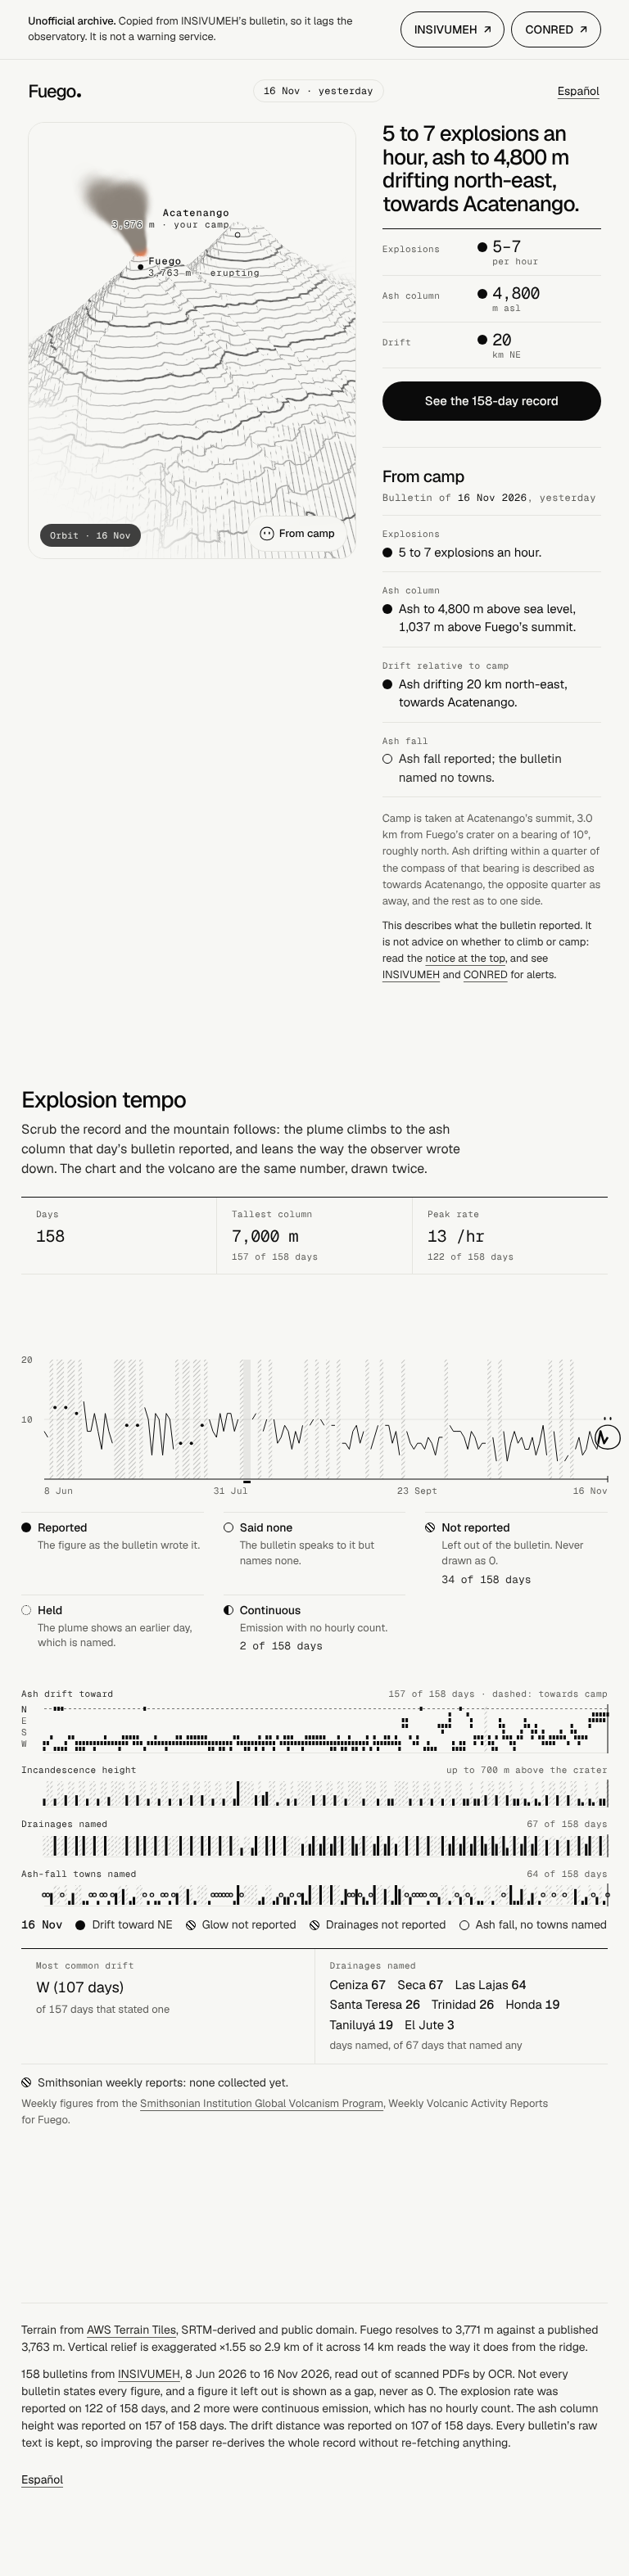 Unofficial archive. Copied from INSIVUMEH's bulletin, so it lags the
observatory. It is not a warning service.
INSIVUMEH ↗
CONRED ↗
Fuego.
16 Nov · yesterday
Español
Acatenango
3,976 m · your camp
Fuego
3,763 m · erupting
Orbit · 16 Nov
From camp
5 to 7 explosions an
hour, ash to 4,800 m
drifting north-east,
towards Acatenango.
Explosions
5–7
per hour
Ash column
4,800
m asl
Drift
20
km NE
See the 158-day record
From camp
Bulletin of 16 Nov 2026, yesterday
Explosions
5 to 7 explosions an hour.
Ash column
Ash to 4,800 m above sea level,
1,037 m above Fuego's summit.
Drift relative to camp
Ash drifting 20 km north-east,
towards Acatenango.
Ash fall
Ash fall reported; the bulletin
named no towns.
Camp is taken at Acatenango's summit, 3.0
km from Fuego's crater on a bearing of 10°,
roughly north. Ash drifting within a quarter of
the compass of that bearing is described as
towards Acatenango, the opposite quarter as
away, and the rest as to one side.
This describes what the bulletin reported. It
is not advice on whether to climb or camp:
read the notice at the top, and see
INSIVUMEH and CONRED for alerts.
Explosion tempo
Scrub the record and the mountain follows: the plume climbs to the ash
column that day's bulletin reported, and leans the way the observer wrote
down. The chart and the volcano are the same number, drawn twice.
Days
158
Tallest column
7,000 m
157 of 158 days
Peak rate
13 /hr
122 of 158 days
20
10
8 Jun
31 Jul
23 Sept
16 Nov
Reported
The figure as the bulletin wrote it.
Said none
The bulletin speaks to it but
names none.
Not reported
Left out of the bulletin. Never
drawn as 0.
34 of 158 days
Held
The plume shows an earlier day,
which is named.
Continuous
Emission with no hourly count.
2 of 158 days
Ash drift toward
157 of 158 days · dashed: towards camp
N
E
S
W
Incandescence height
up to 700 m above the crater
Drainages named
67 of 158 days
Ash-fall towns named
64 of 158 days
16 Nov
Drift toward NE
Glow not reported
Drainages not reported
Ash fall, no towns named
Most common drift
W (107 days)
of 157 days that stated one
Drainages named
Ceniza 67 Seca 67 Las Lajas 64
Santa Teresa 26 Trinidad 26 Honda 19
Taniluyá 19 El Jute 3
days named, of 67 days that named any
Smithsonian weekly reports: none collected yet.
Weekly figures from the Smithsonian Institution Global Volcanism Program, Weekly Volcanic Activity Reports
for Fuego.
Terrain from AWS Terrain Tiles, SRTM-derived and public domain. Fuego resolves to 3,771 m against a published
3,763 m. Vertical relief is exaggerated ×1.55 so 2.9 km of it across 14 km reads the way it does from the ridge.
158 bulletins from INSIVUMEH, 8 Jun 2026 to 16 Nov 2026, read out of scanned PDFs by OCR. Not every
bulletin states every figure, and a figure it left out is shown as a gap, never as 0. The explosion rate was
reported on 122 of 158 days, and 2 more were continuous emission, which has no hourly count. The ash column
height was reported on 157 of 158 days. The drift distance was reported on 107 of 158 days. Every bulletin's raw
text is kept, so improving the parser re-derives the whole record without re-fetching anything.
Español